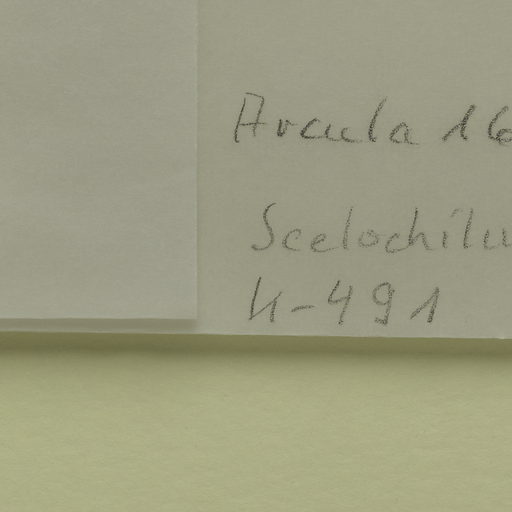 Arcula 16
Scelochilu
K-491